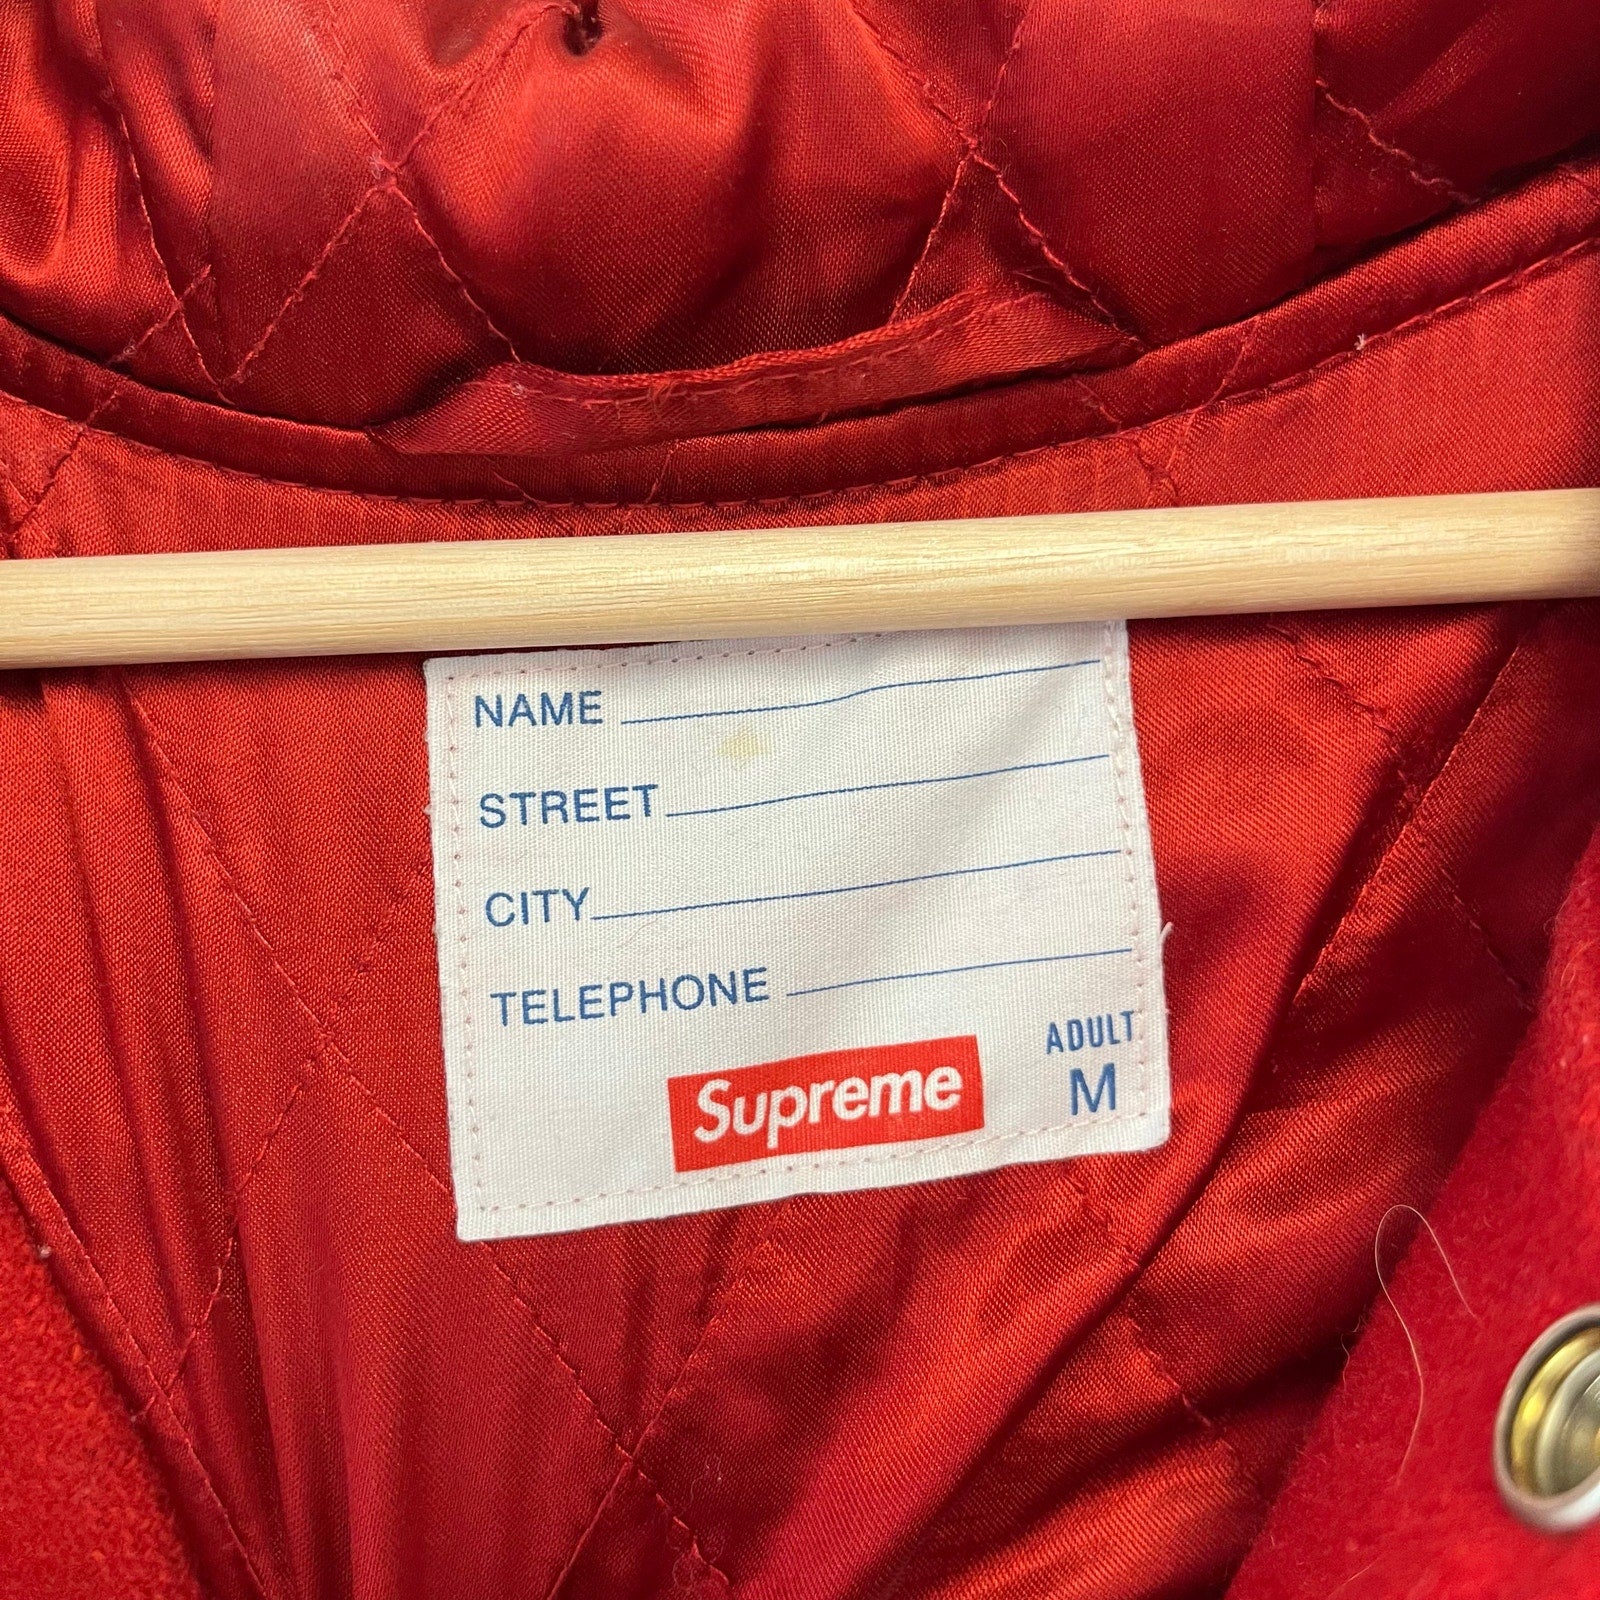 NAME
STREET
CITY
TELEPHONE
ADULT
Supreme M